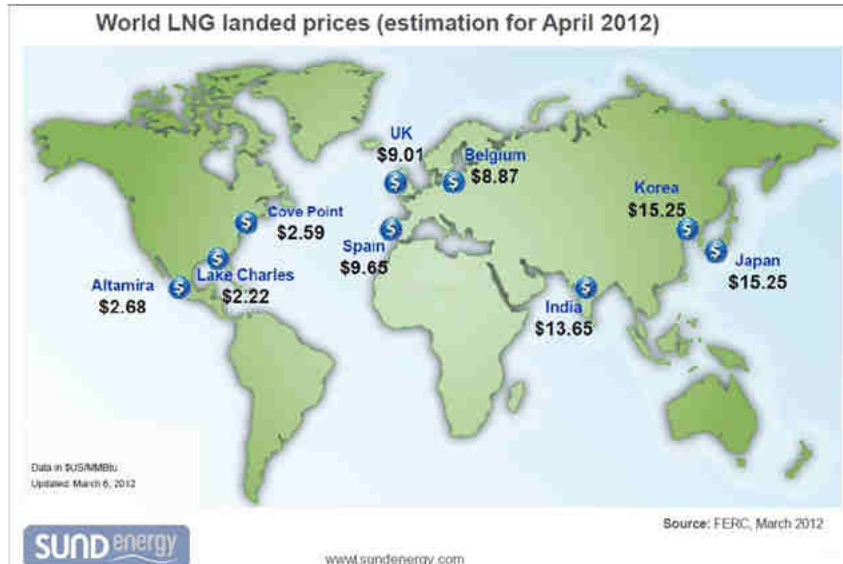 World LNG landed prices (estimation for April 2012)
UK
$9.01
Belgium
$8.87
Korea
$15.25
Cove Point
$2.59
Spain
$9.65
Japan
$15.25
Altamira
$2.68
Lake Charles
$2.22
India
$13.65
Data in $US/MMBtu
Updated: March 6, 2012
Source: FERC, March 2012
SUND energy
www.sundenergy.com